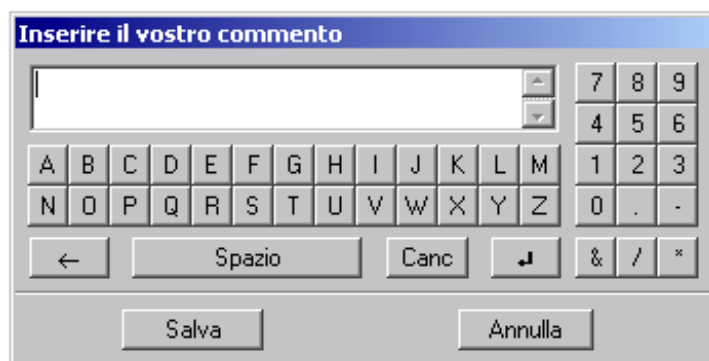 Inserire il vostro commento
7 8 9
4 5 6
A B C D E F G H I J K L M 1 2 3
N O P Q R S T U V W X Y Z 0 . -
← Spazio Canc ↵ & / *
Salva Annulla